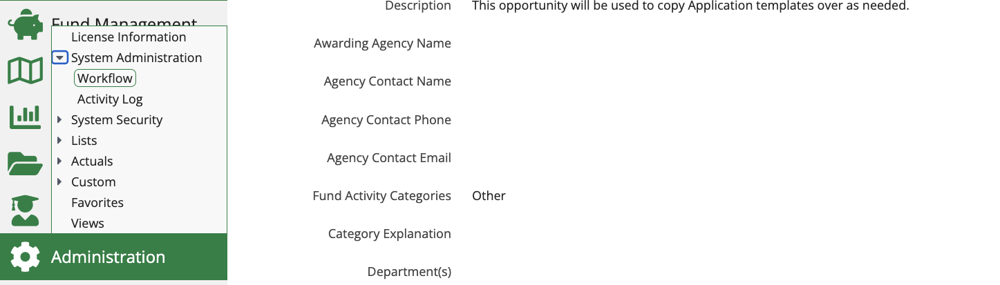 Fund Management
License Information
System Administration
Workflow
Activity Log
System Security
Lists
Actuals
Custom
Favorites
Views
Administration
Description This opportunity will be used to copy Application templates over as needed.
Awarding Agency Name
Agency Contact Name
Agency Contact Phone
Agency Contact Email
Fund Activity Categories Other
Category Explanation
Department(s)